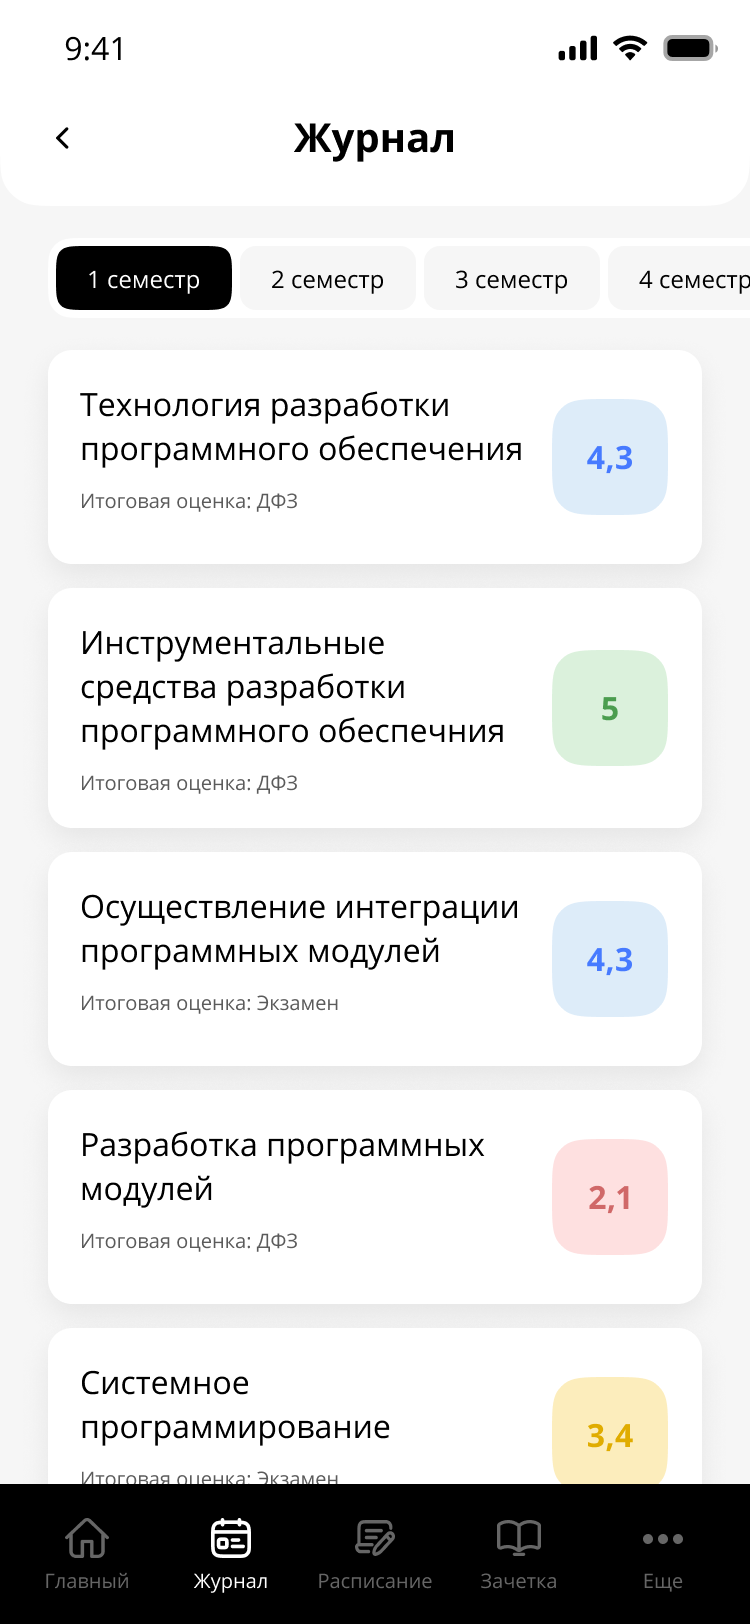 9:41
Журнал
1 семестр
2 семестр
3 семестр
4 семестр
Технология разработки
программного обеспечения
Итоговая оценка: ДФЗ
4,3
Инструментальные
средства разработки
программного обеспечния
Итоговая оценка: ДФЗ
5
Осуществление интеграции
программных модулей
Итоговая оценка: Экзамен
4,3
Разработка программных
модулей
Итоговая оценка: ДФЗ
2,1
Системное
программирование
Итоговая оценка: Экзамен
3,4
Главный
Журнал
Расписание
Зачетка
Еще